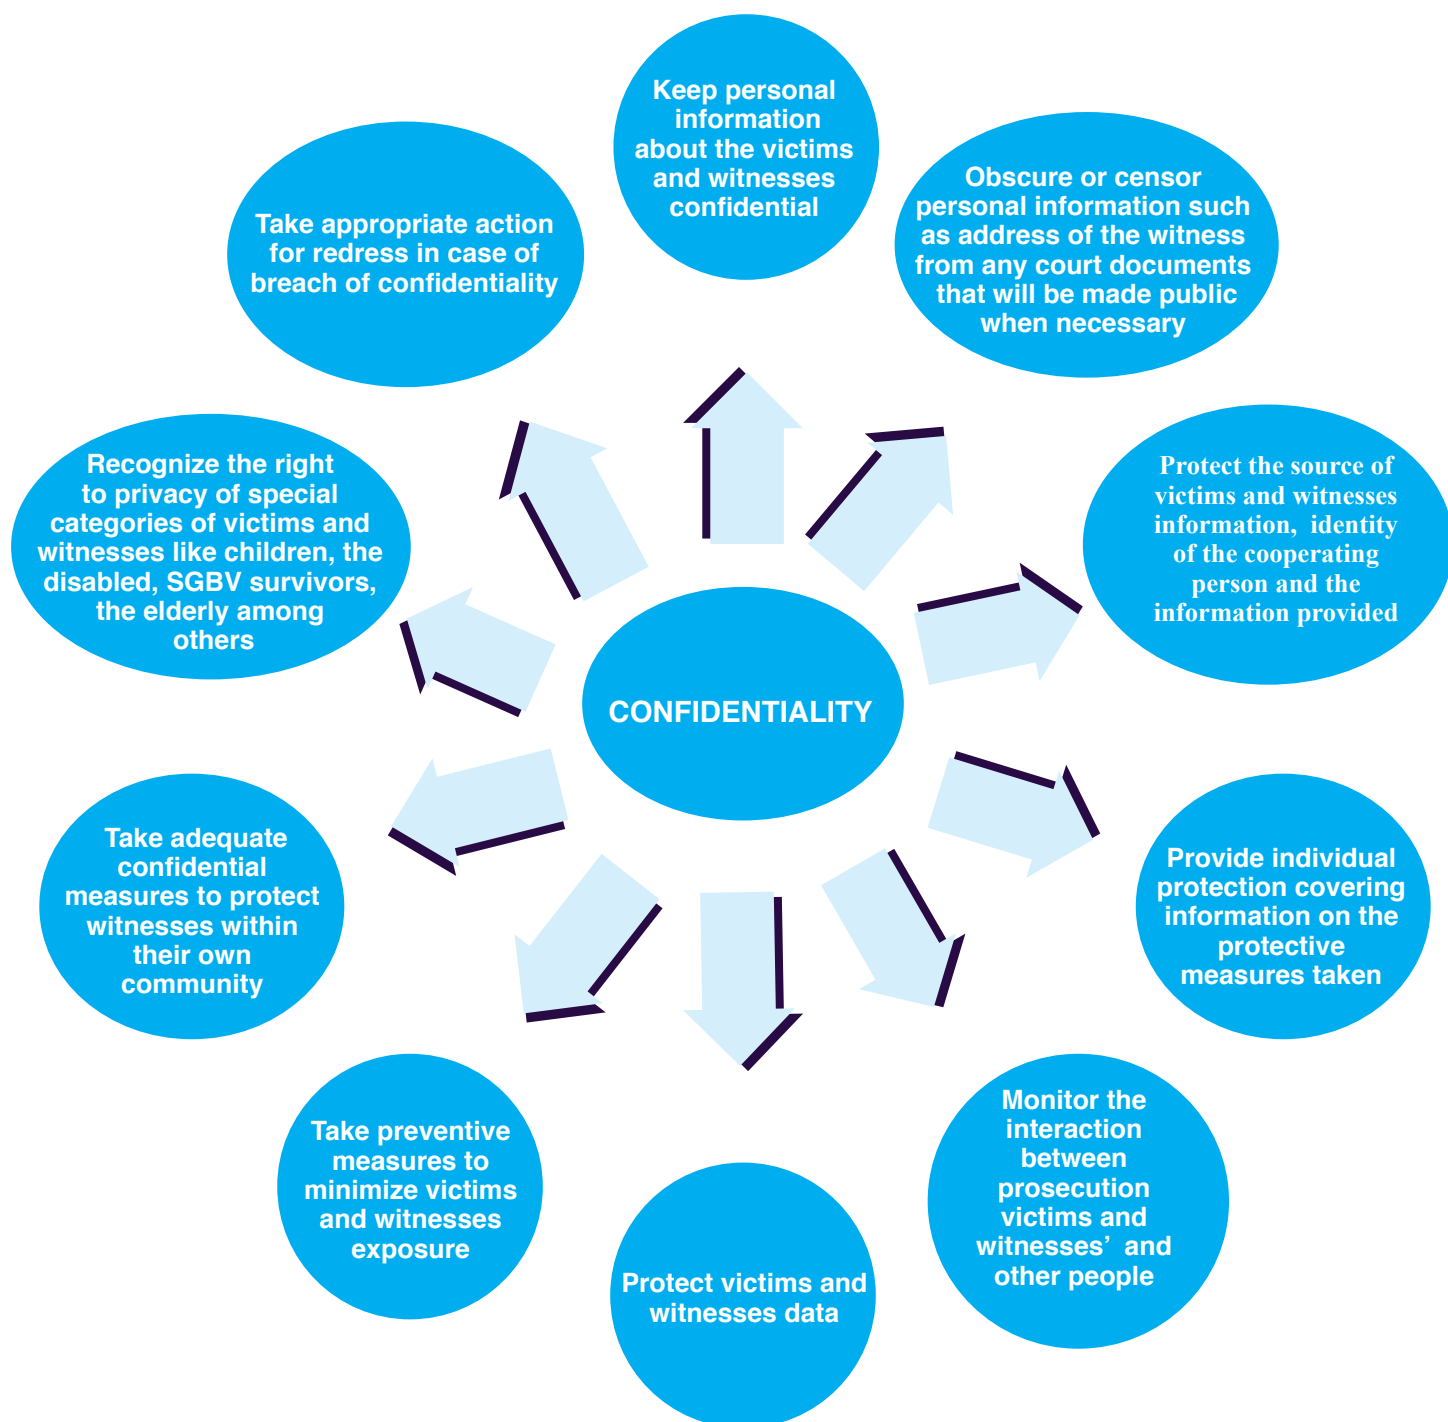 Keep personal
information
about the victims
and witnesses
confidential
Obscure or censor
personal information such
as address of the witness
from any court documents
that will be made public
when necessary
Protect the source of
victims and witnesses
information, identity
of the cooperating
person and the
information provided
Provide individual
protection covering
information on the
protective
measures taken
Monitor the
interaction
between
prosecution
victims and
witnesses’ and
other people
Protect victims and
witnesses data
Take preventive
measures to
minimize victims
and witnesses
exposure
Take adequate
confidential
measures to protect
witnesses within
their own
community
Recognize the right
to privacy of special
categories of victims and
witnesses like children, the
disabled, SGBV survivors,
the elderly among
others
Take appropriate action
for redress in case of
breach of confidentiality
CONFIDENTIALITY